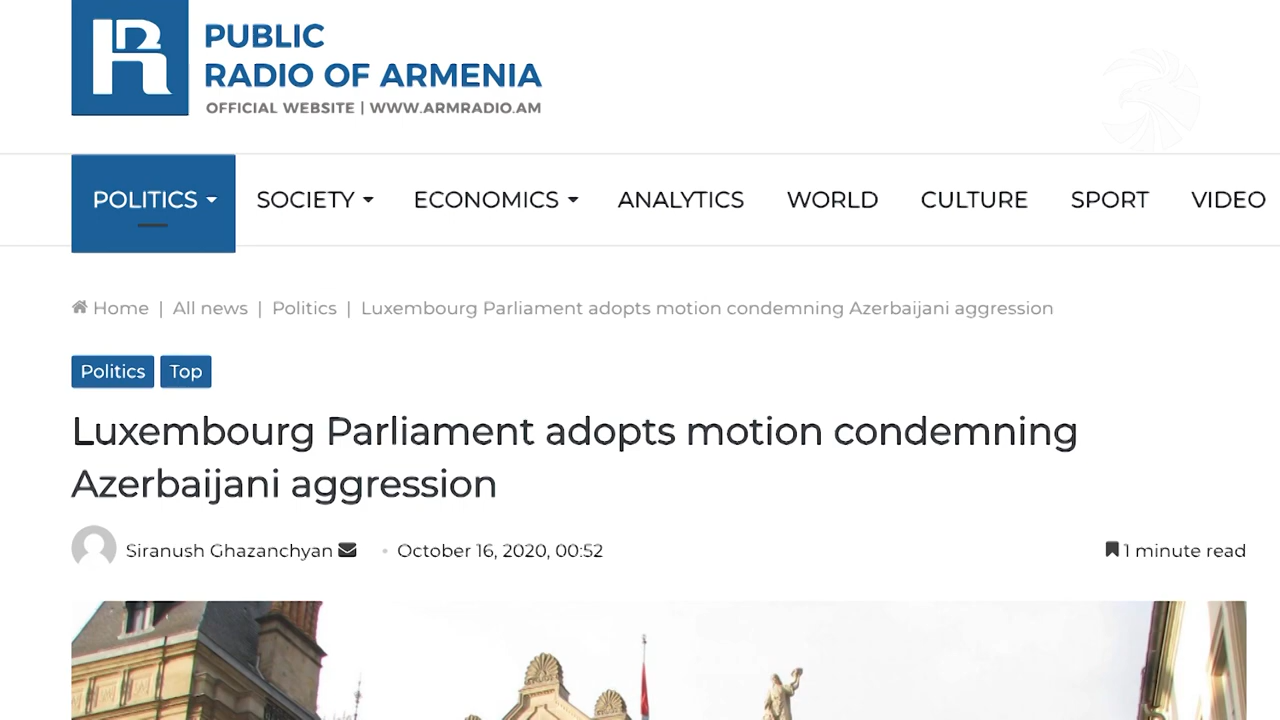 PUBLIC
RADIO OF ARMENIA
OFFICIAL WEBSITE | WWW.ARMRADIO.AM
POLITICS SOCIETY ECONOMICS ANALYTICS WORLD CULTURE SPORT VIDEO
Home | All news | Politics | Luxembourg Parliament adopts motion condemning Azerbaijani aggression
Politics Top
Luxembourg Parliament adopts motion condemning
Azerbaijani aggression
Siranush Ghazanchyan • October 16, 2020, 00:52 1 minute read